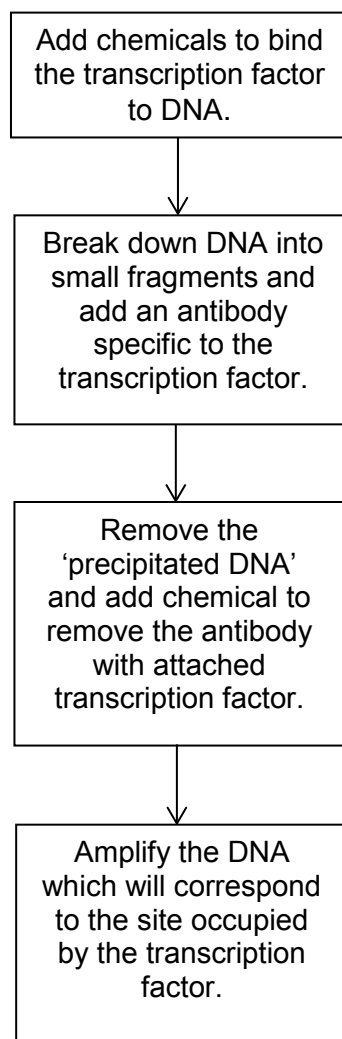 Add chemicals to bind
the transcription factor
to DNA.
Break down DNA into
small fragments and
add an antibody
specific to the
transcription factor.
Remove the
‘precipitated DNA’
and add chemical to
remove the antibody
with attached
transcription factor.
Amplify the DNA
which will correspond
to the site occupied
by the transcription
factor.